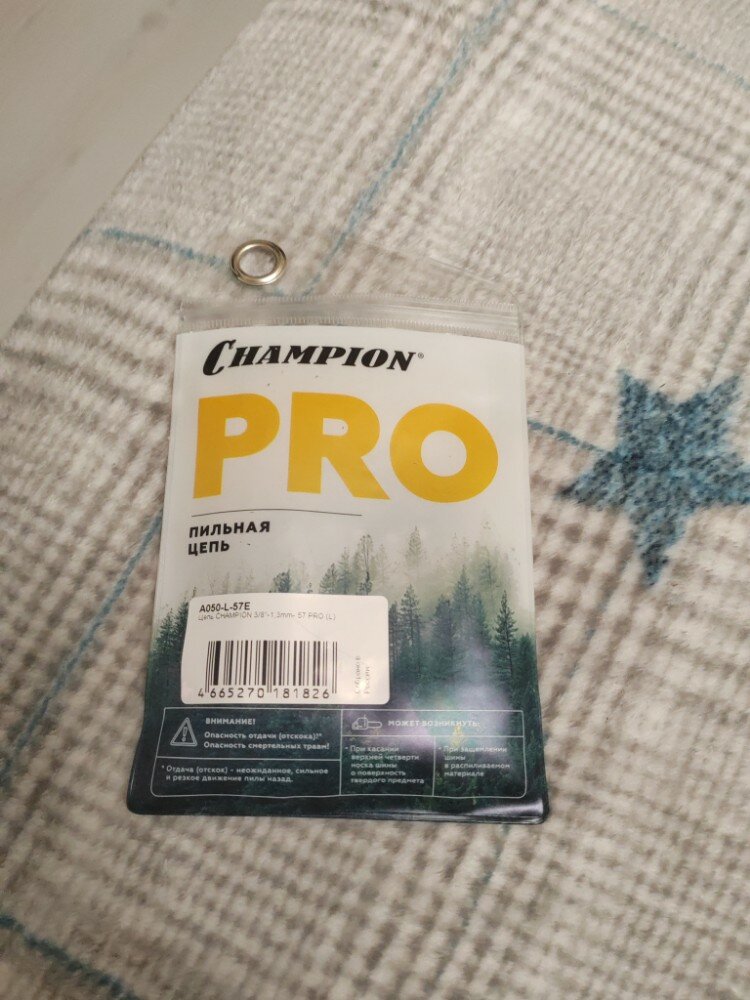 CHAMPION®
PRO
ПИЛЬНАЯ
ЦЕПЬ
A050-L-57E
Цепь CHAMPION 3/8"-1,3mm- 57 PRO (L)
4 665270 181826
России
ВНИМАНИЕ!
Опасность отдачи (отскока)!*
Опасность смертельных травм!
* Отдача (отскок) – неожиданное, сильное
и резкое движение пилы назад.
МОЖЕТ ВОЗНИКНУТЬ:
• При касании
верхней четверти
носка шины
о поверхность
твердого предмета
• При защемлении
шины
в распиливаемом
материале